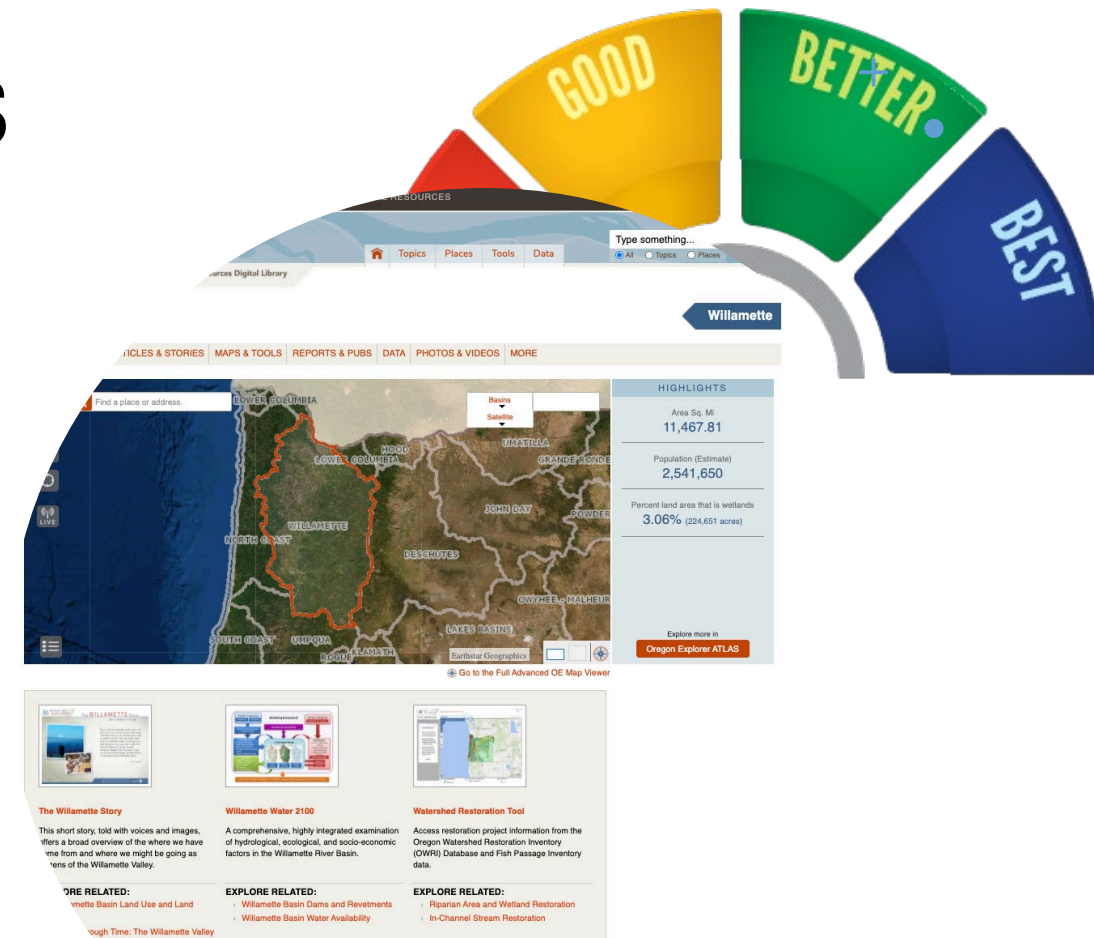 s
GOOD
BETTER
BEST
RESOURCES
Topics Places Tools Data
Type something...
All Topics Places
Digital Library
Willamette
& STORIES MAPS & TOOLS REPORTS & PUBS DATA PHOTOS & VIDEOS MORE
Find a place or address.
Basins
Satellite
LIVE
LOWER COLUMBIA
HOOD
UMATILLA
LOWER COLUMBIA
GRANDE RONDE
JOHN DAY
POWDER
WILLAMETTE
NORTH COAST
DESCHUTES
OWYHEE - MALHEUR
LAKES BASINS
SOUTH COAST
UMPQUA
ROGUE
KLAMATH
Earthstar Geographics
HIGHLIGHTS
Area Sq. Mi
11,467.81
Population (Estimate)
2,541,650
Percent land area that is wetlands
3.06% (224,651 acres)
Explore more in
Oregon Explorer ATLAS
Go to the Full Advanced OE Map Viewer
The Willamette Story
This short story, told with voices and images,
offers a broad overview of the where we have
come from and where we might be going as
citizens of the Willamette Valley.
EXPLORE RELATED:
Willamette Basin Land Use and Land
Through Time: The Willamette Valley
Willamette Water 2100
A comprehensive, highly integrated examination
of hydrological, ecological, and socio-economic
factors in the Willamette River Basin.
EXPLORE RELATED:
Willamette Basin Dams and Revetments
Willamette Basin Water Availability
Watershed Restoration Tool
Access restoration project information from the
Oregon Watershed Restoration Inventory
(OWRI) Database and Fish Passage Inventory
data.
EXPLORE RELATED:
Riparian Area and Wetland Restoration
In-Channel Stream Restoration